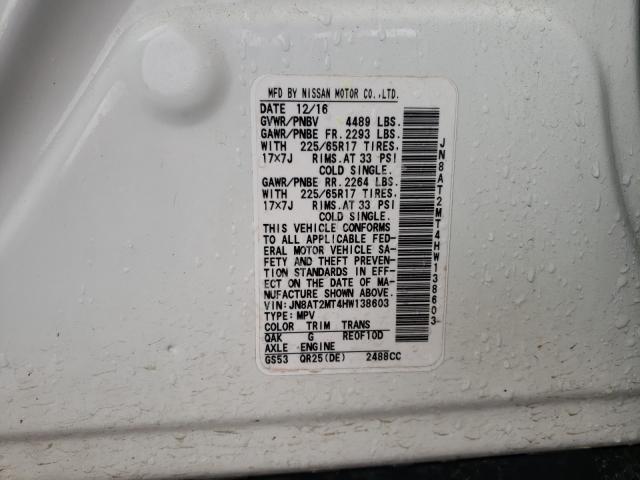 MFD BY NISSAN MOTOR CO.,LTD.
DATE 12/16
GVWR/PNBV 4489 LBS.
GAWR/PNBE FR. 2293 LBS.
WITH 225/65R17 TIRES.
17×7J RIMS.AT 33 PSI
COLD SINGLE.
GAWR/PNBE RR. 2264 LBS.
WITH 225/65R17 TIRES.
17×7J RIMS.AT 33 PSI
COLD SINGLE.
THIS VEHICLE CONFORMS
TO ALL APPLICABLE FED-
ERAL MOTOR VEHICLE SA-
FETY AND THEFT PREVEN-
TION STANDARDS IN EFF-
ECT ON THE DATE OF MA-
NUFACTURE SHOWN ABOVE.
VIN: JN8AT2MT4HW138603
TYPE: MPV
COLOR TRIM TRANS
QAK G RE0F10D
AXLE ENGINE
GS53 QR25(DE) 2488CC
JN8AT2MT4HW138603